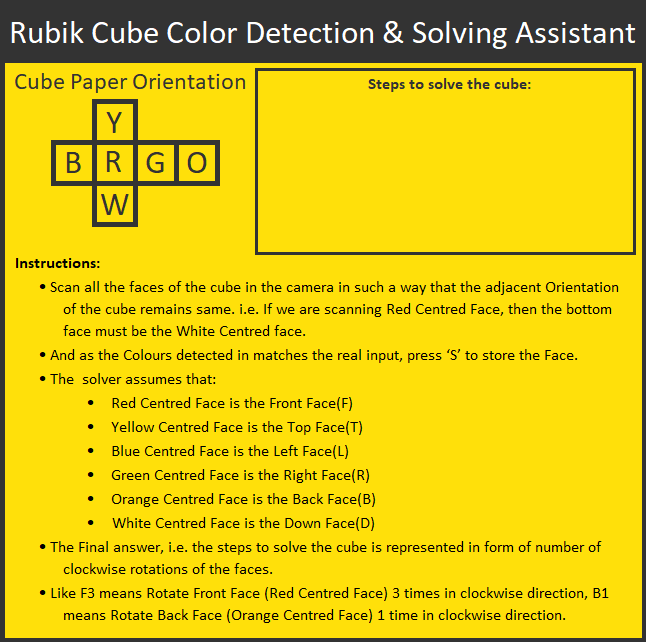 Rubik Cube Color Detection & Solving Assistant
Cube Paper Orientation
Y
B R G O
W
Steps to solve the cube:
Instructions:
• Scan all the faces of the cube in the camera in such a way that the adjacent Orientation
of the cube remains same. i.e. If we are scanning Red Centred Face, then the bottom
face must be the White Centred face.
• And as the Colours detected in matches the real input, press ‘S’ to store the Face.
• The solver assumes that:
• Red Centred Face is the Front Face(F)
• Yellow Centred Face is the Top Face(T)
• Blue Centred Face is the Left Face(L)
• Green Centred Face is the Right Face(R)
• Orange Centred Face is the Back Face(B)
• White Centred Face is the Down Face(D)
• The Final answer, i.e. the steps to solve the cube is represented in form of number of
clockwise rotations of the faces.
• Like F3 means Rotate Front Face (Red Centred Face) 3 times in clockwise direction, B1
means Rotate Back Face (Orange Centred Face) 1 time in clockwise direction.